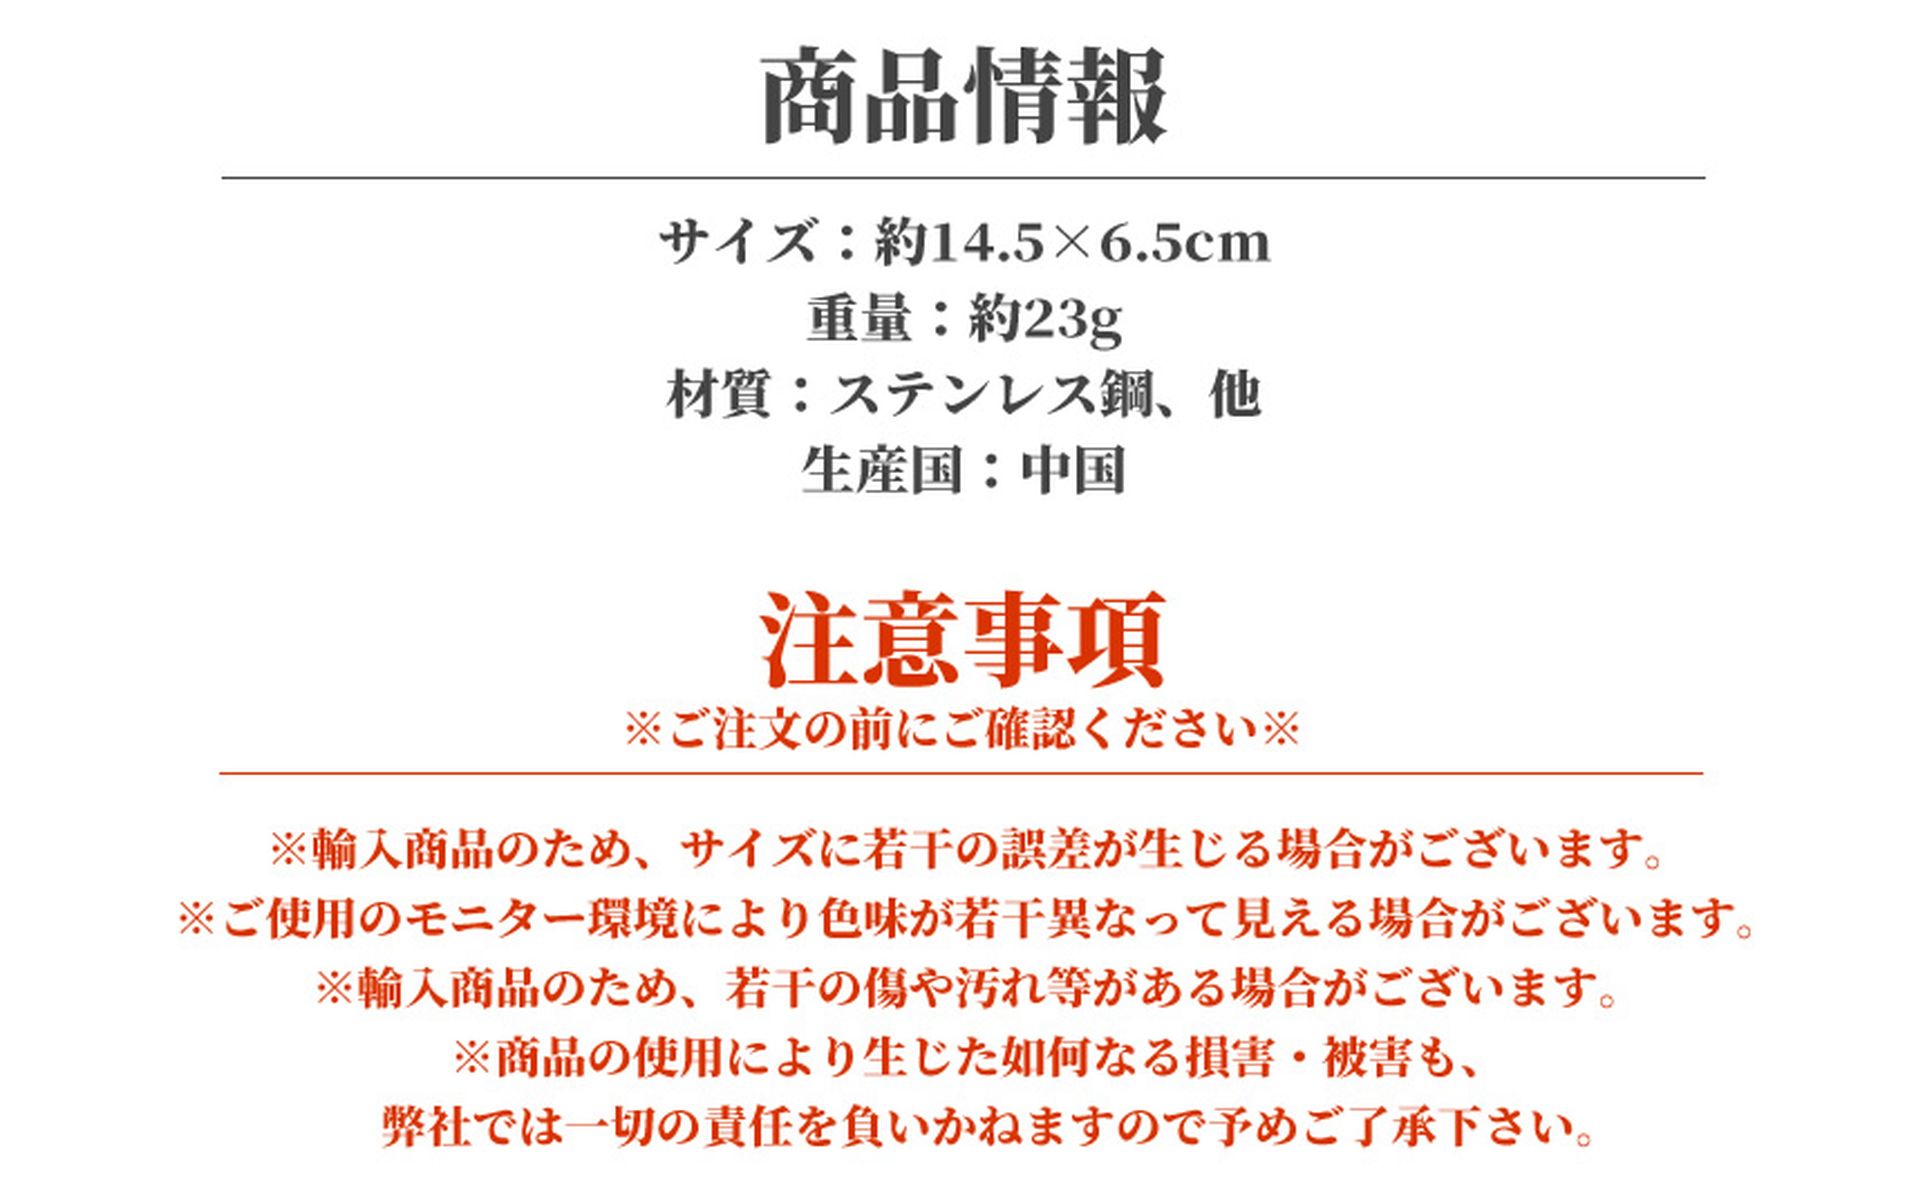 商品情報
サイズ：約14.5×6.5cm
重量：約23g
材質：ステンレス鋼、他
生産国：中国
注意事項
※ご注文の前にご確認ください※
※輸入商品のため、サイズに若干の誤差が生じる場合がございます。
※ご使用のモニター環境により色味が若干異なって見える場合がございます。
※輸入商品のため、若干の傷や汚れ等がある場合がございます。
※商品の使用により生じた如何なる損害・被害も、
弊社では一切の責任を負いかねますので予めご了承下さい。